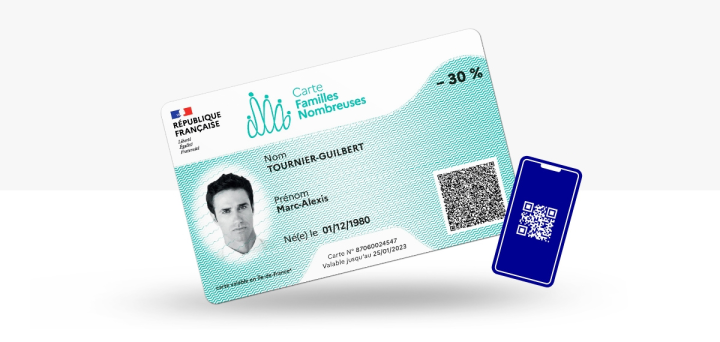 RÉPUBLIQUE
FRANÇAISE
Liberté
Égalité
Fraternité
Carte
Familles
Nombreuses
– 30 %
Nom
TOURNIER-GUILBERT
Prénom
Marc-Alexis
Né(e) le 01/12/1980
Carte N° 87060024547
Valable jusqu'au 25/01/2023
carte valable en Île-de-France*